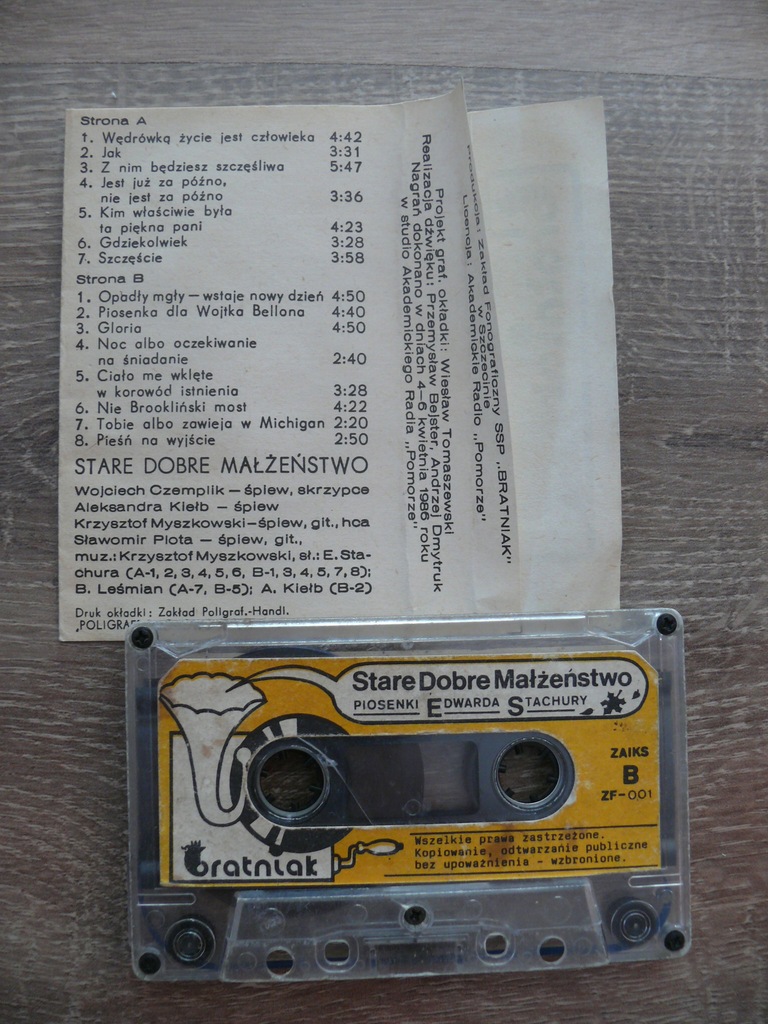 Strona A
1. Wędrówką życie jest człowieka 4:42
2. Jak 3:31
3. Z nim będziesz szczęśliwa 5:47
4. Jest już za późno,
nie jest za późno 3:36
5. Kim właściwie była
ta piękna pani 4:23
6. Gdziekolwiek 3:28
7. Szczęście 3:58
Strona B
1. Opadły mgły — wstaje nowy dzień 4:50
2. Piosenka dla Wojtka Bellona 4:40
3. Gloria 4:50
4. Noc albo oczekiwanie
na śniadanie 2:40
5. Ciało me wklęte
w korowód istnienia 3:28
6. Nie Brookliński most 4:22
7. Tobie albo zawieja w Michigan 2:20
8. Pieśń na wyjście 2:50
STARE DOBRE MAŁŻEŃSTWO
Wojciech Czemplik — śpiew, skrzypce
Aleksandra Kiełb — śpiew
Krzysztof Myszkowski—śpiew, git., hca
Sławomir Plota — śpiew, git.,
muz.: Krzysztof Myszkowski, sł.: E. Sta-
chura (A-1, 2, 3, 4, 5, 6, B-1, 3, 4, 5, 7, 8);
B. Leśmian (A-7, B-5); A. Kiełb (B-2)
Druk okładki: Zakład Poligraf.-Handl.
Projekt graf. okładki: Wiesław Tomaszewski
Realizacja dźwięku: Przemysław Bejster, Andrzej Dmytruk
Nagrań dokonano w dniach 4—6 kwietnia 1986 roku
w studio Akademickiego Radia „Pomorze"
Produkcja: Zakład Fonograficzny SSP „BRATNIAK"
w Szczecinie
Licencja: Akademickie Radio „Pomorze"
Stare Dobre Małżeństwo
PIOSENKI EDWARDA STACHURY
ZAIKS
B
ZF-001
bratniak
Wszelkie prawa zastrzeżone.
Kopiowanie, odtwarzanie publiczne
bez upoważnienia - wzbronione.